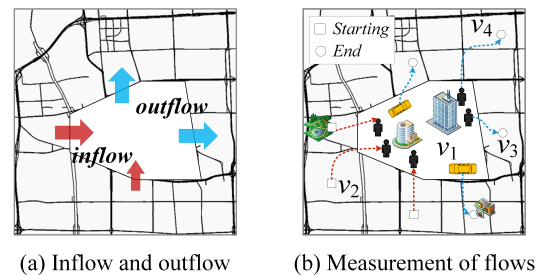 outflow
inflow
(a) Inflow and outflow
Starting
End
v4
v1
v3
v2
(b) Measurement of flows